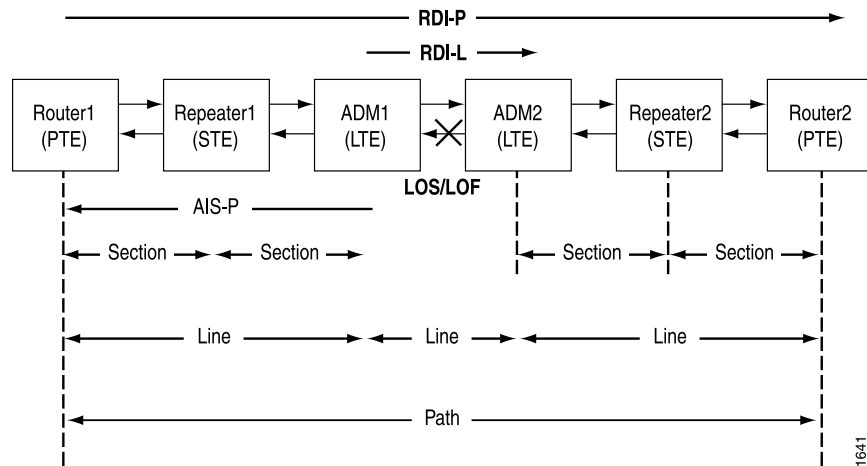 RDI-P
RDI-L
Router1 Repeater1 ADM1 ADM2 Repeater2 Router2
(PTE) (STE) (LTE) (LTE) (STE) (PTE)
LOS/LOF
AIS-P
Section Section Section Section
Line Line Line
Path
1641